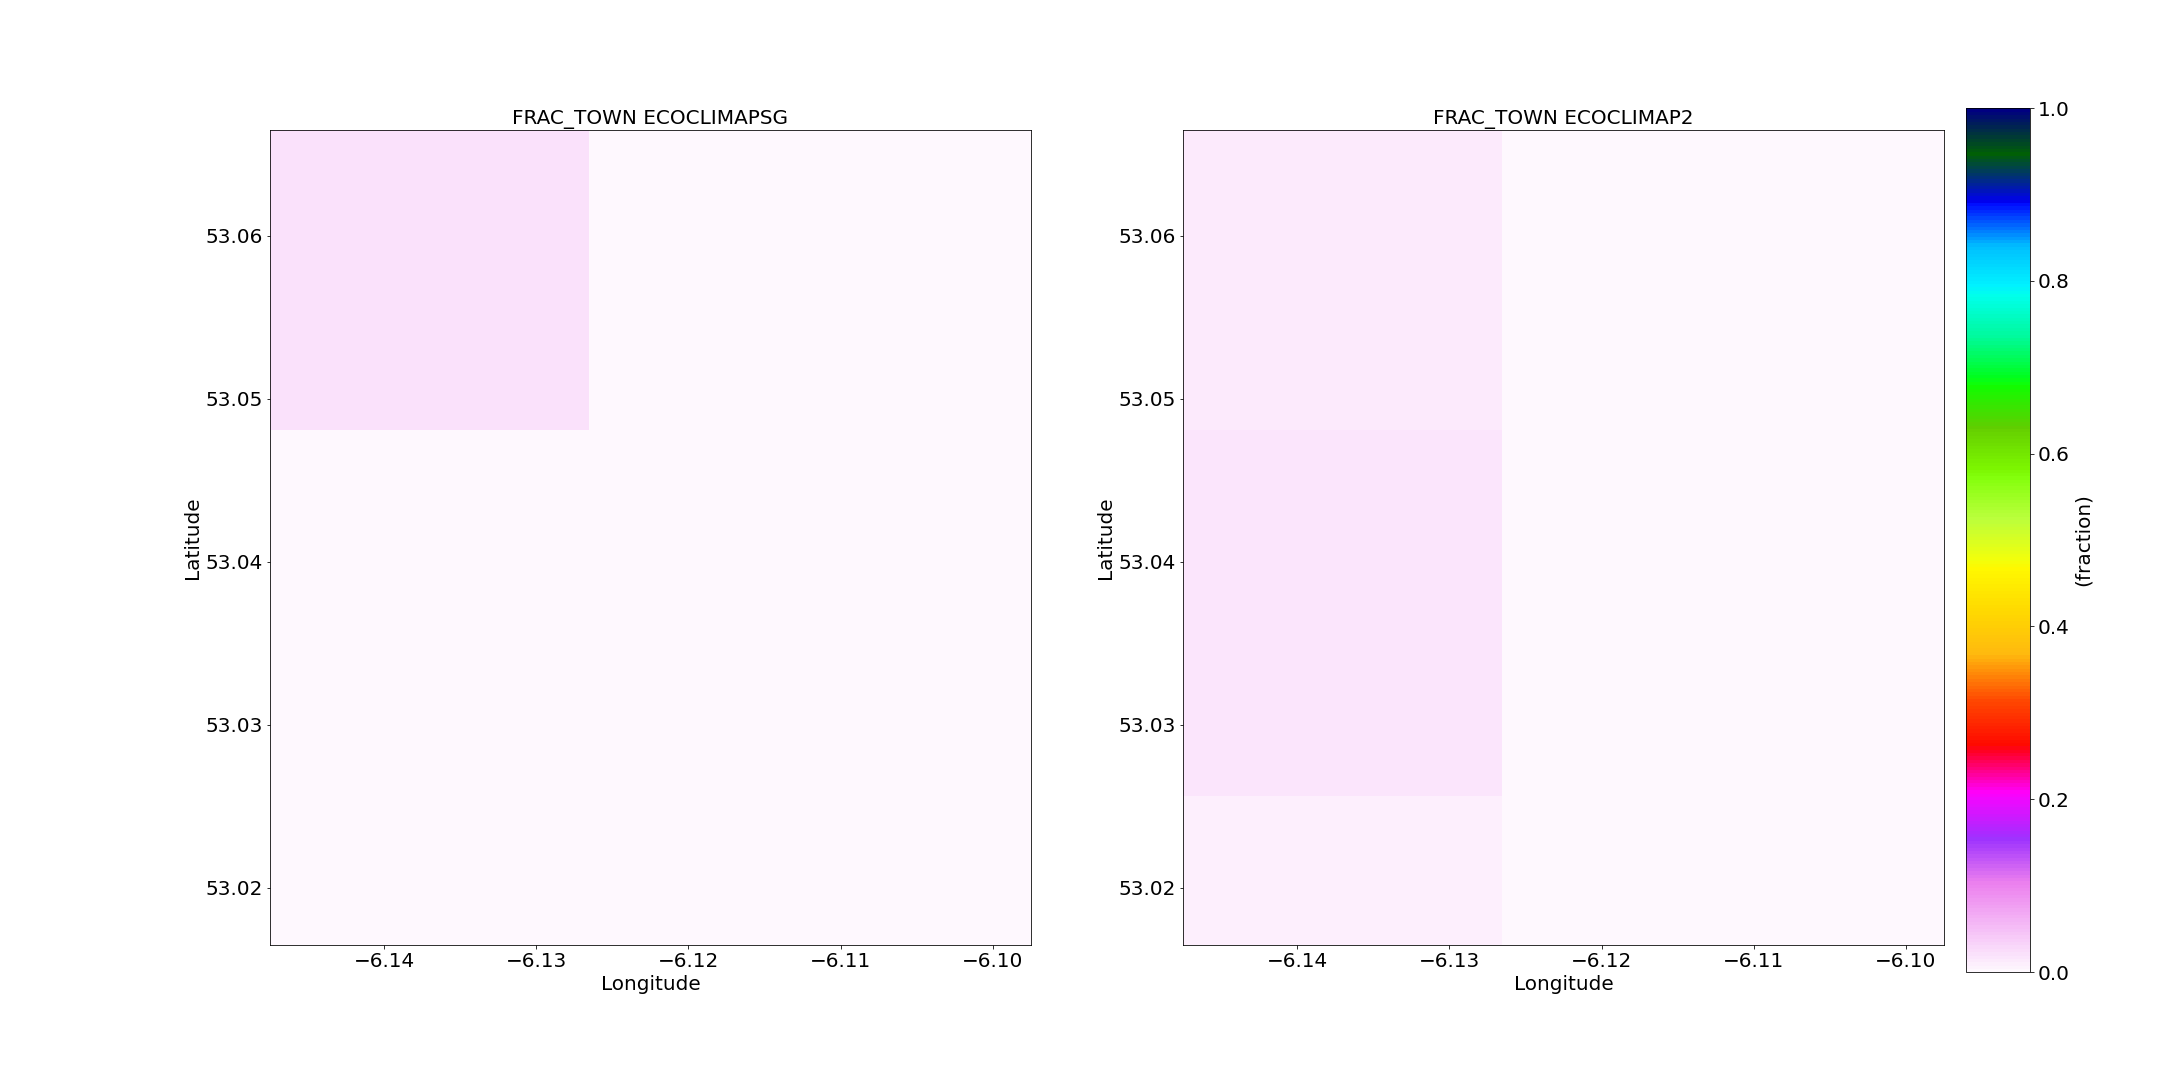 FRAC_TOWN ECOCLIMAPSG
53.06
53.05
53.04
53.03
53.02
Latitude
−6.14 −6.13 −6.12 −6.11 −6.10
Longitude
FRAC_TOWN ECOCLIMAP2
53.06
53.05
53.04
53.03
53.02
Latitude
−6.14 −6.13 −6.12 −6.11 −6.10
Longitude
1.0
0.8
0.6
0.4
0.2
0.0
(fraction)